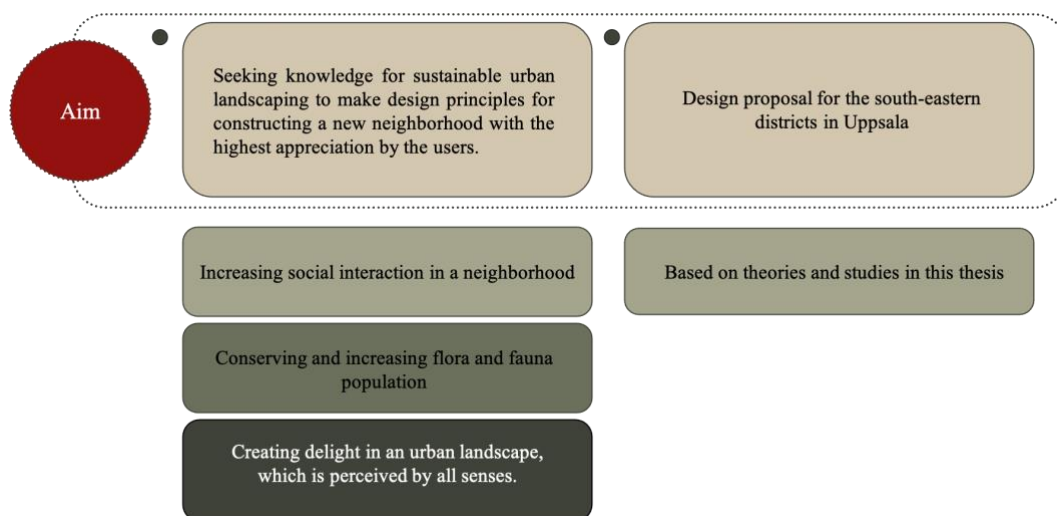 Aim
Seeking knowledge for sustainable urban
landscaping to make design principles for
constructing a new neighborhood with the
highest appreciation by the users.
Design proposal for the south-eastern
districts in Uppsala
Increasing social interaction in a neighborhood
Based on theories and studies in this thesis
Conserving and increasing flora and fauna
population
Creating delight in an urban landscape,
which is perceived by all senses.